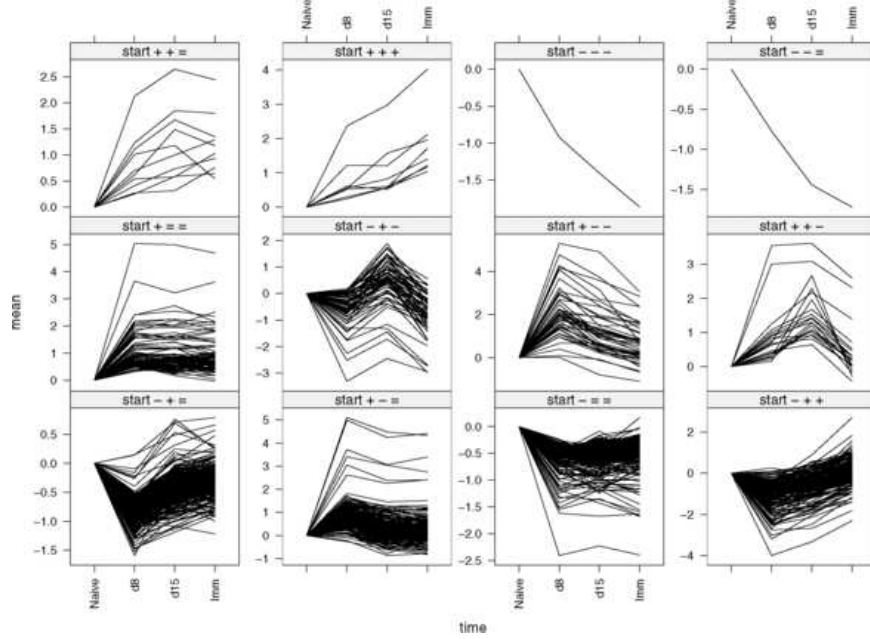 Naive d8 d15 Imm Naive d8 d15 Imm
start + + = start + + + start − − − start − − =
2.5 4 0.0 0.0
2.0 3 −0.5 −0.5
1.5 2 −1.0 −1.0
1.0 1 −1.5 −1.5
0.5 0
0.0
start + = = start − + − start + − − start + + −
5 2 4 3
4 1 2 2
3 0 0 1
2 −1 0
1 −2
0 −3
start − + = start + − = start − = = start − + +
0.5 5 0.0 2
0.0 4 −0.5 0
−0.5 3 −1.0 −2
−1.0 2 −1.5 −4
−1.5 1 −2.0
0 −2.5
−1
mean
Naive d8 d15 Imm Naive d8 d15 Imm
time